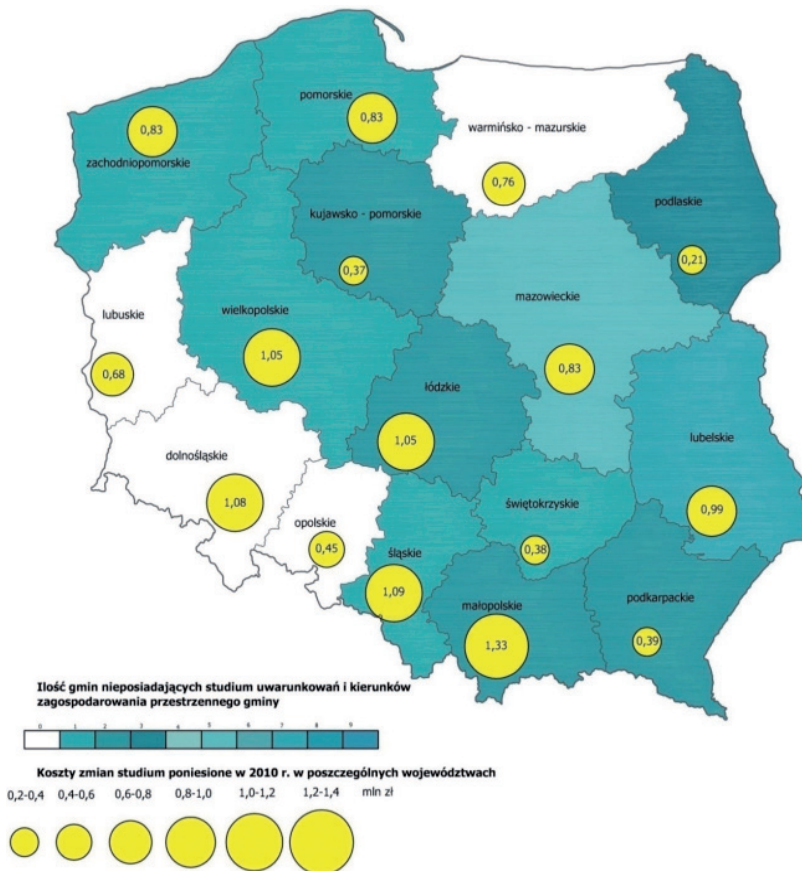 pomorskie
0,83
0,83
zachodniopomorskie
warmińsko - mazurskie
0,76
podlaskie
0,21
kujawsko - pomorskie
0,37
mazowieckie
0,83
lubuskie
0,68
wielkopolskie
1,05
łódzkie
1,05
lubelskie
0,99
dolnośląskie
1,08
opolskie
0,45
świętokrzyskie
0,38
śląskie
1,09
małopolskie
1,33
podkarpackie
0,39
Ilość gmin nieposiadających studium uwarunkowań i kierunków
zagospodarowania przestrzennego gminy
0 1 2 3 4 5 6 7 8 9
Koszty zmian studium poniesione w 2010 r. w poszczególnych województwach
0,2-0,4 0,4-0,6 0,6-0,8 0,8-1,0 1,0-1,2 1,2-1,4 mln zł